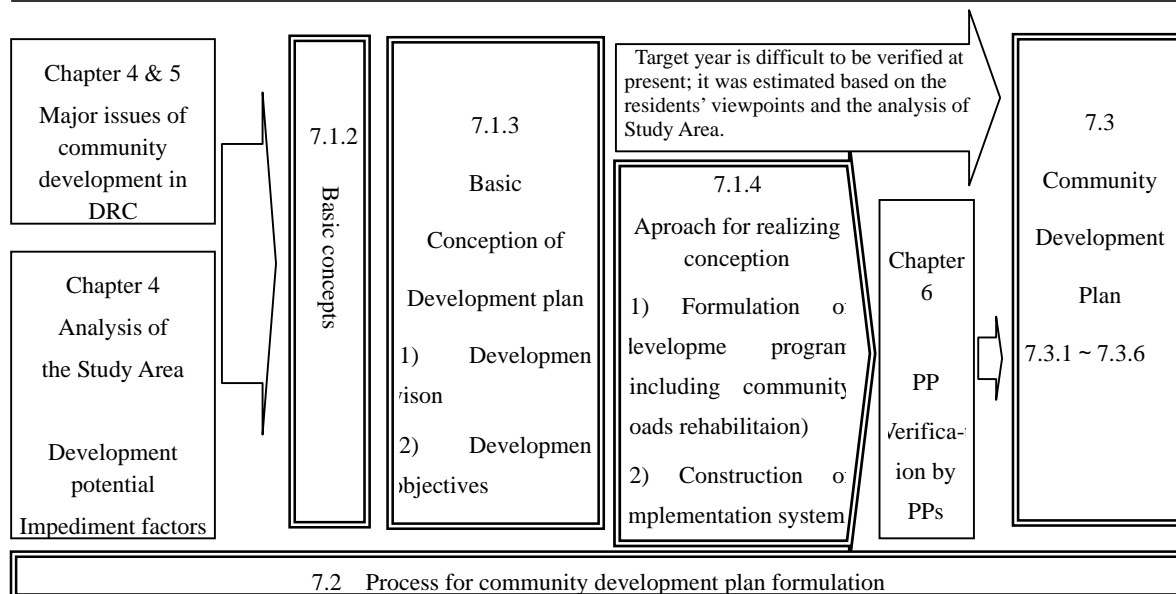 Chapter 4 & 5
Major issues of
community
development in
DRC
Chapter 4
Analysis of
the Study Area
Development
potential
Impediment factors
7.1.2
Basic concepts
7.1.3
Basic
Conception of
Development plan
1) Developmen
vison
2) Developmen
objectives
Target year is difficult to be verified at
present; it was estimated based on the
residents' viewpoints and the analysis of
Study Area.
7.1.4
Aproach for realizing
conception
1) Formulation o
developme program
including community
oads rehabilitaion)
2) Construction o
mplementation system
Chapter
6
PP
Verifica-
ion by
PPs
7.3
Community
Development
Plan
7.3.1 ~ 7.3.6
7.2 Process for community development plan formulation